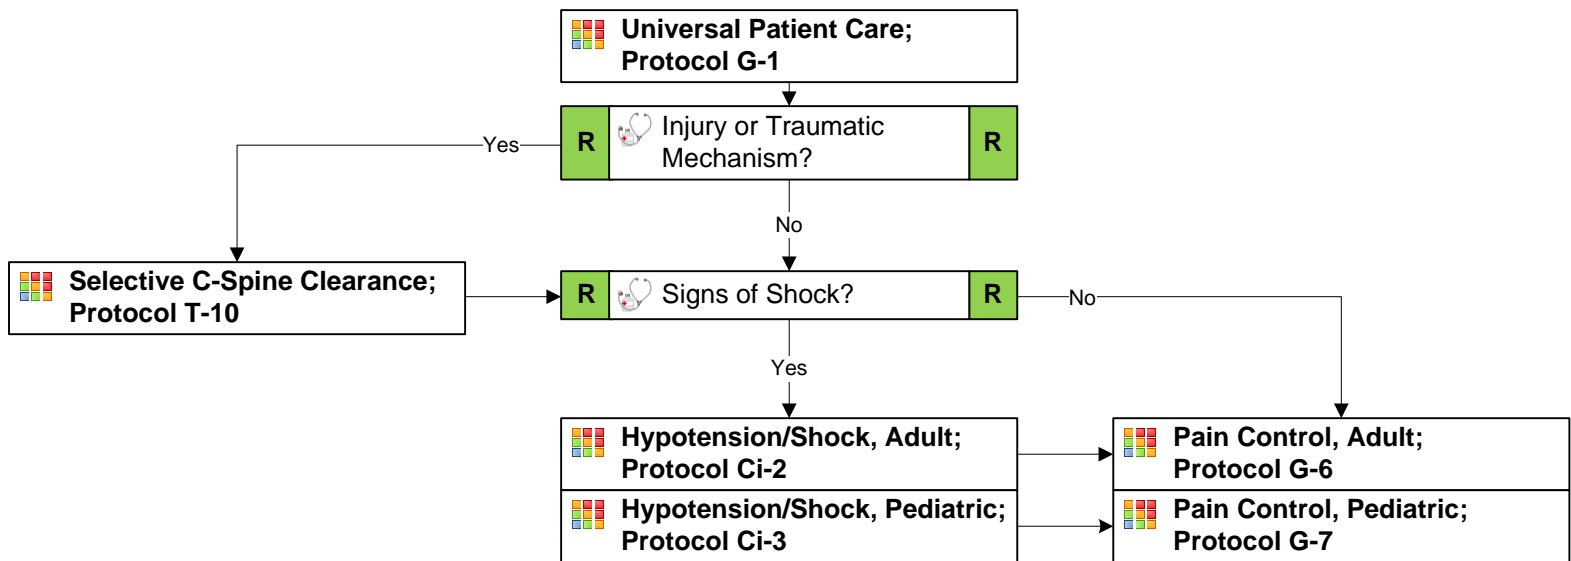 Universal Patient Care;
Protocol G-1
Yes
R
Injury or Traumatic
Mechanism?
R
No
Selective C-Spine Clearance;
Protocol T-10
R
Signs of Shock?
R
No
Yes
Hypotension/Shock, Adult;
Protocol Ci-2
Pain Control, Adult;
Protocol G-6
Hypotension/Shock, Pediatric;
Protocol Ci-3
Pain Control, Pediatric;
Protocol G-7